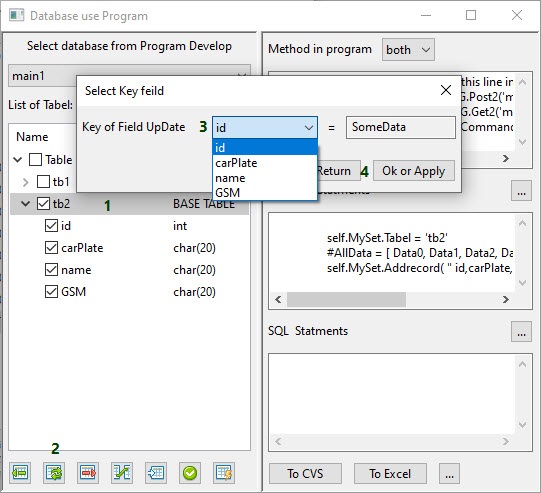 Database use Program
Select database from Program Develop
main1
List of Tabel:
Name
Table
tb1
tb2 1 BASE TABLE
id int
carPlate char(20)
name char(20)
GSM char(20)
2
Method in program both
this line in
G.Post2('m
G.Get2('m
Command
Select Key feild
Key of Field UpDate 3 id = SomeData
id
carPlate
name
GSM
Return 4 Ok or Apply
...
self.MySet.Tabel = 'tb2'
#AllData = [ Data0, Data1, Data2, Da
self.MySet.Addrecord( " id,carPlate,
SQL Statments ...
To CVS To Excel ...